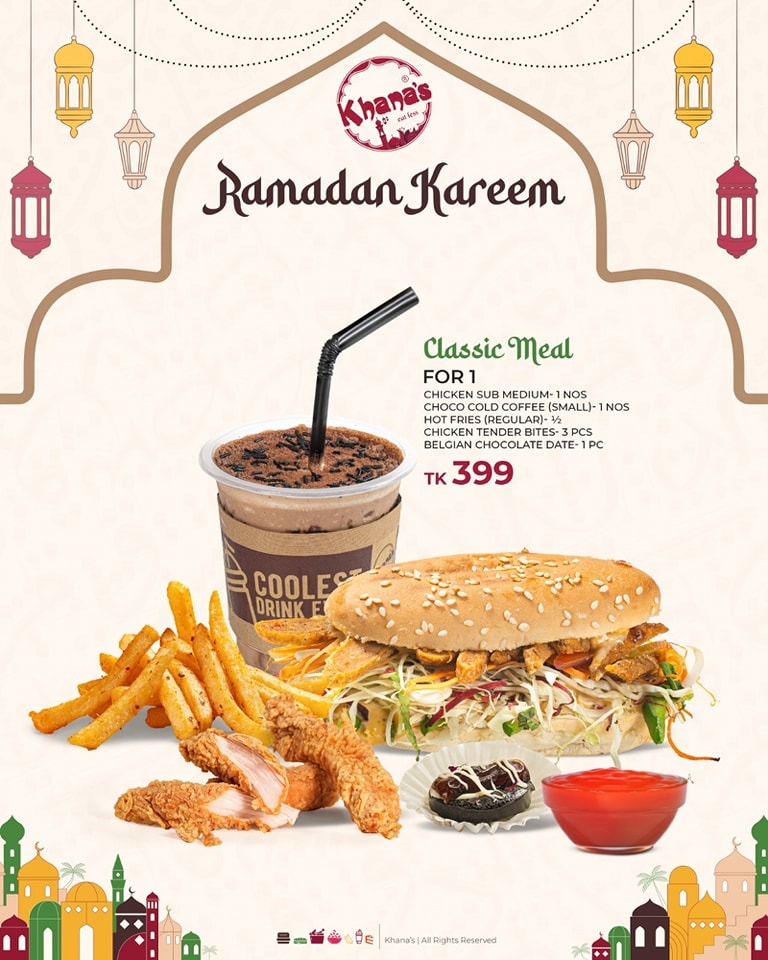 Khana's
®
eat less
Ramadan Kareem
Classic Meal
FOR 1
CHICKEN SUB MEDIUM- 1 NOS
CHOCO COLD COFFEE (SMALL)- 1 NOS
HOT FRIES (REGULAR)- ½
CHICKEN TENDER BITES- 3 PCS
BELGIAN CHOCOLATE DATE- 1 PC
TK 399
COOLEST
DRINK
Khana's | All Rights Reserved